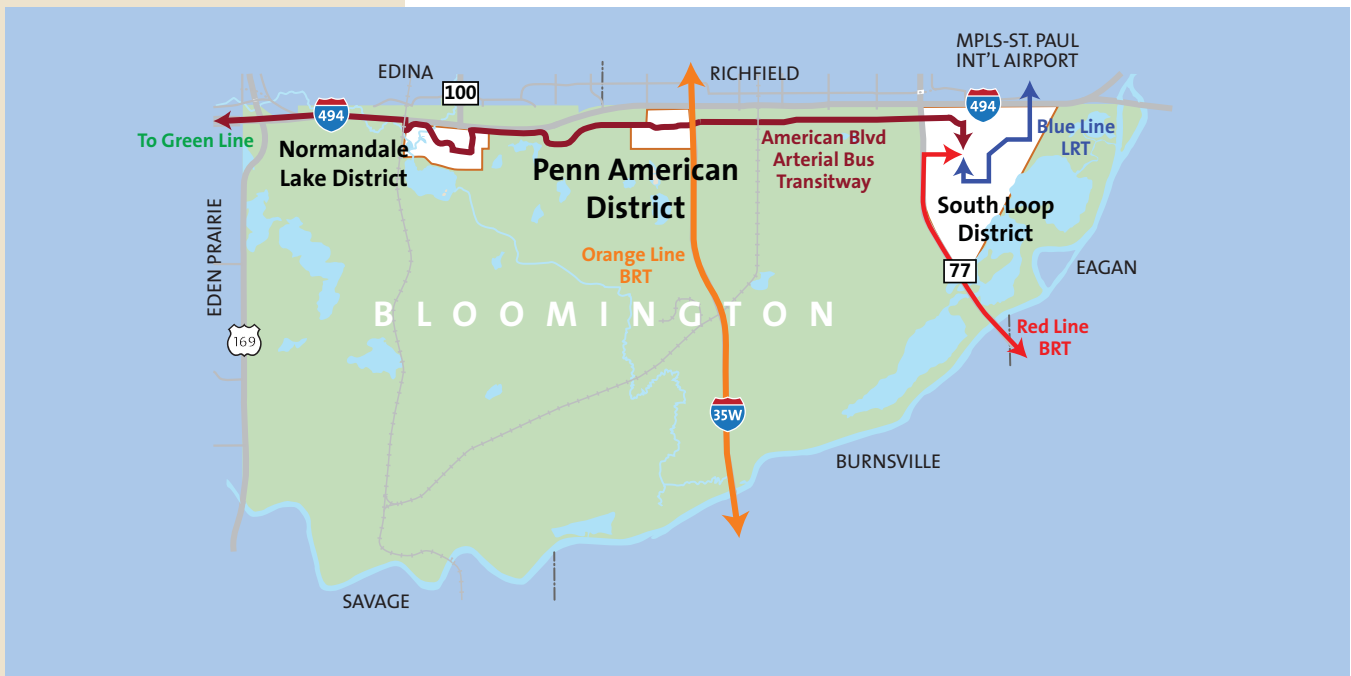 MPLS-ST. PAUL
INT'L AIRPORT
EDINA
RICHFIELD
100
494
494
To Green Line
Normandale
Lake District
Penn American
District
American Blvd
Arterial Bus
Transitway
Blue Line
LRT
South Loop
District
EDEN PRAIRIE
Orange Line
BRT
77
EAGAN
BLOOMINGTON
169
Red Line
BRT
35W
BURNSVILLE
SAVAGE